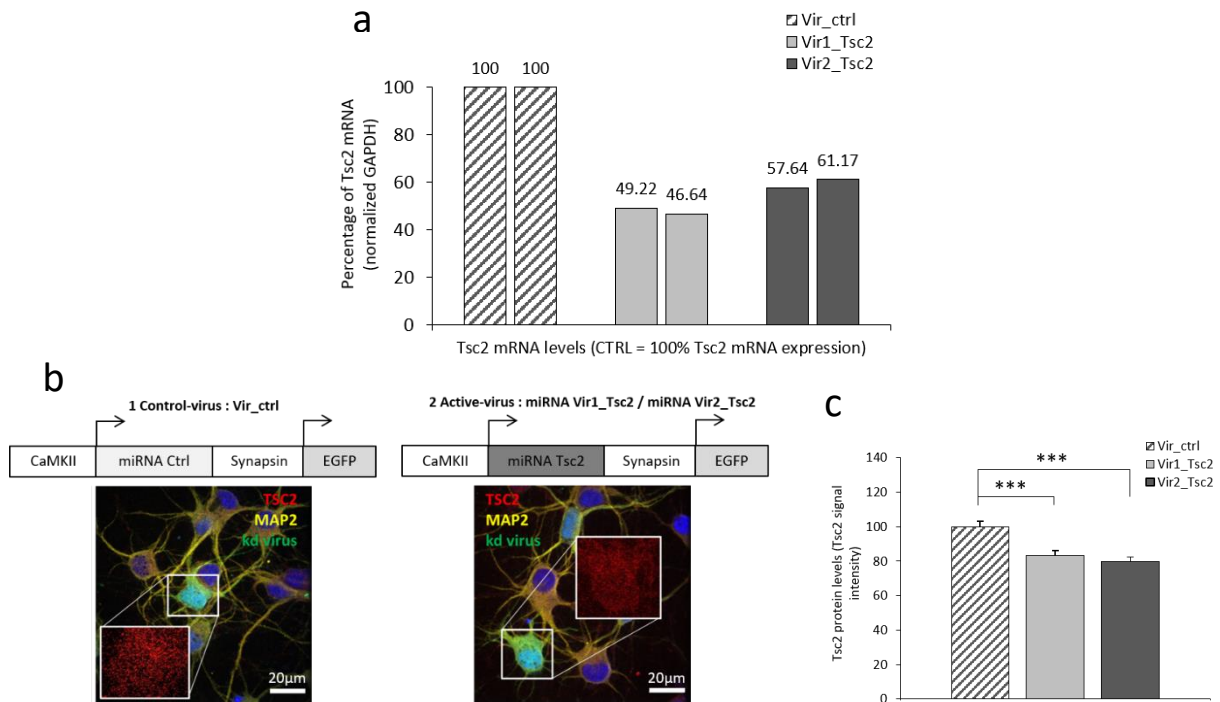 a
Vir_ctrl
Vir1_Tsc2
Vir2_Tsc2
Percentage of Tsc2 mRNA
(normalized GAPDH)
100
80
60
40
20
0
100
100
49.22
46.64
57.64
61.17
Tsc2 mRNA levels (CTRL = 100% Tsc2 mRNA expression)
b
1 Control-virus : Vir_ctrl
CaMKII
miRNA Ctrl
Synapsin
EGFP
TSC2
MAP2
kd virus
20µm
2 Active-virus : miRNA Vir1_Tsc2 / miRNA Vir2_Tsc2
CaMKII
miRNA Tsc2
Synapsin
EGFP
TSC2
MAP2
kd virus
20µm
c
Vir_ctrl
Vir1_Tsc2
Vir2_Tsc2
Tsc2 protein levels (Tsc2 signal
intensity)
140
120
100
80
60
40
20
0
***
***